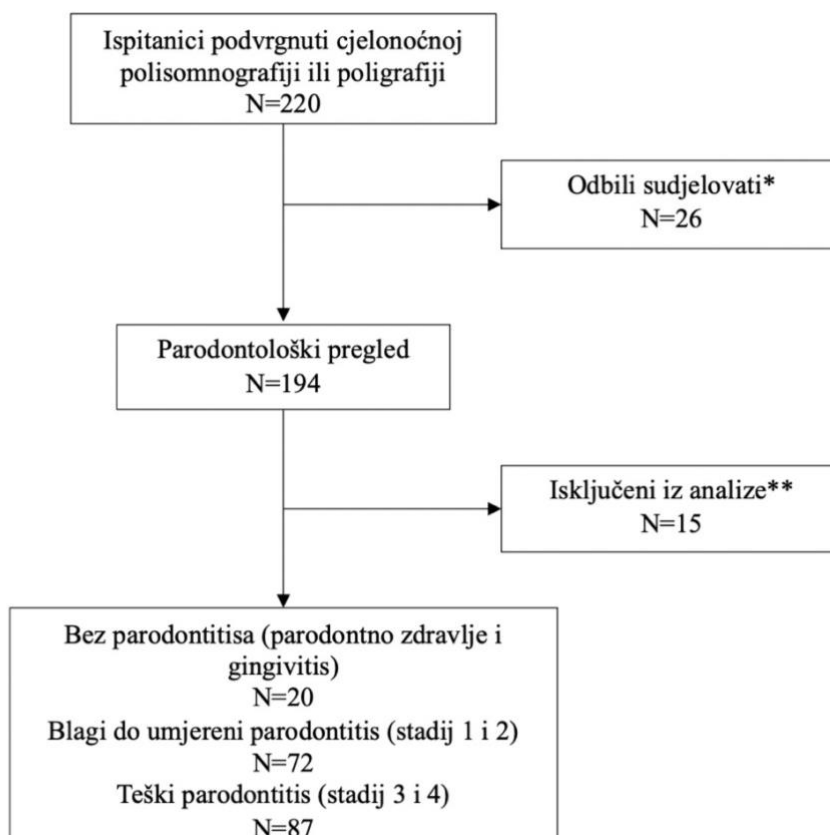 Ispitanici podvrgnuti cjelonoćnoj
polisomnografiji ili poligrafiji
N=220
Odbili sudjelovati*
N=26
Parodontološki pregled
N=194
Isključeni iz analize**
N=15
Bez parodontitisa (parodontno zdravlje i
gingivitis)
N=20
Blagi do umjereni parodontitis (stadij 1 i 2)
N=72
Teški parodontitis (stadij 3 i 4)
N=87